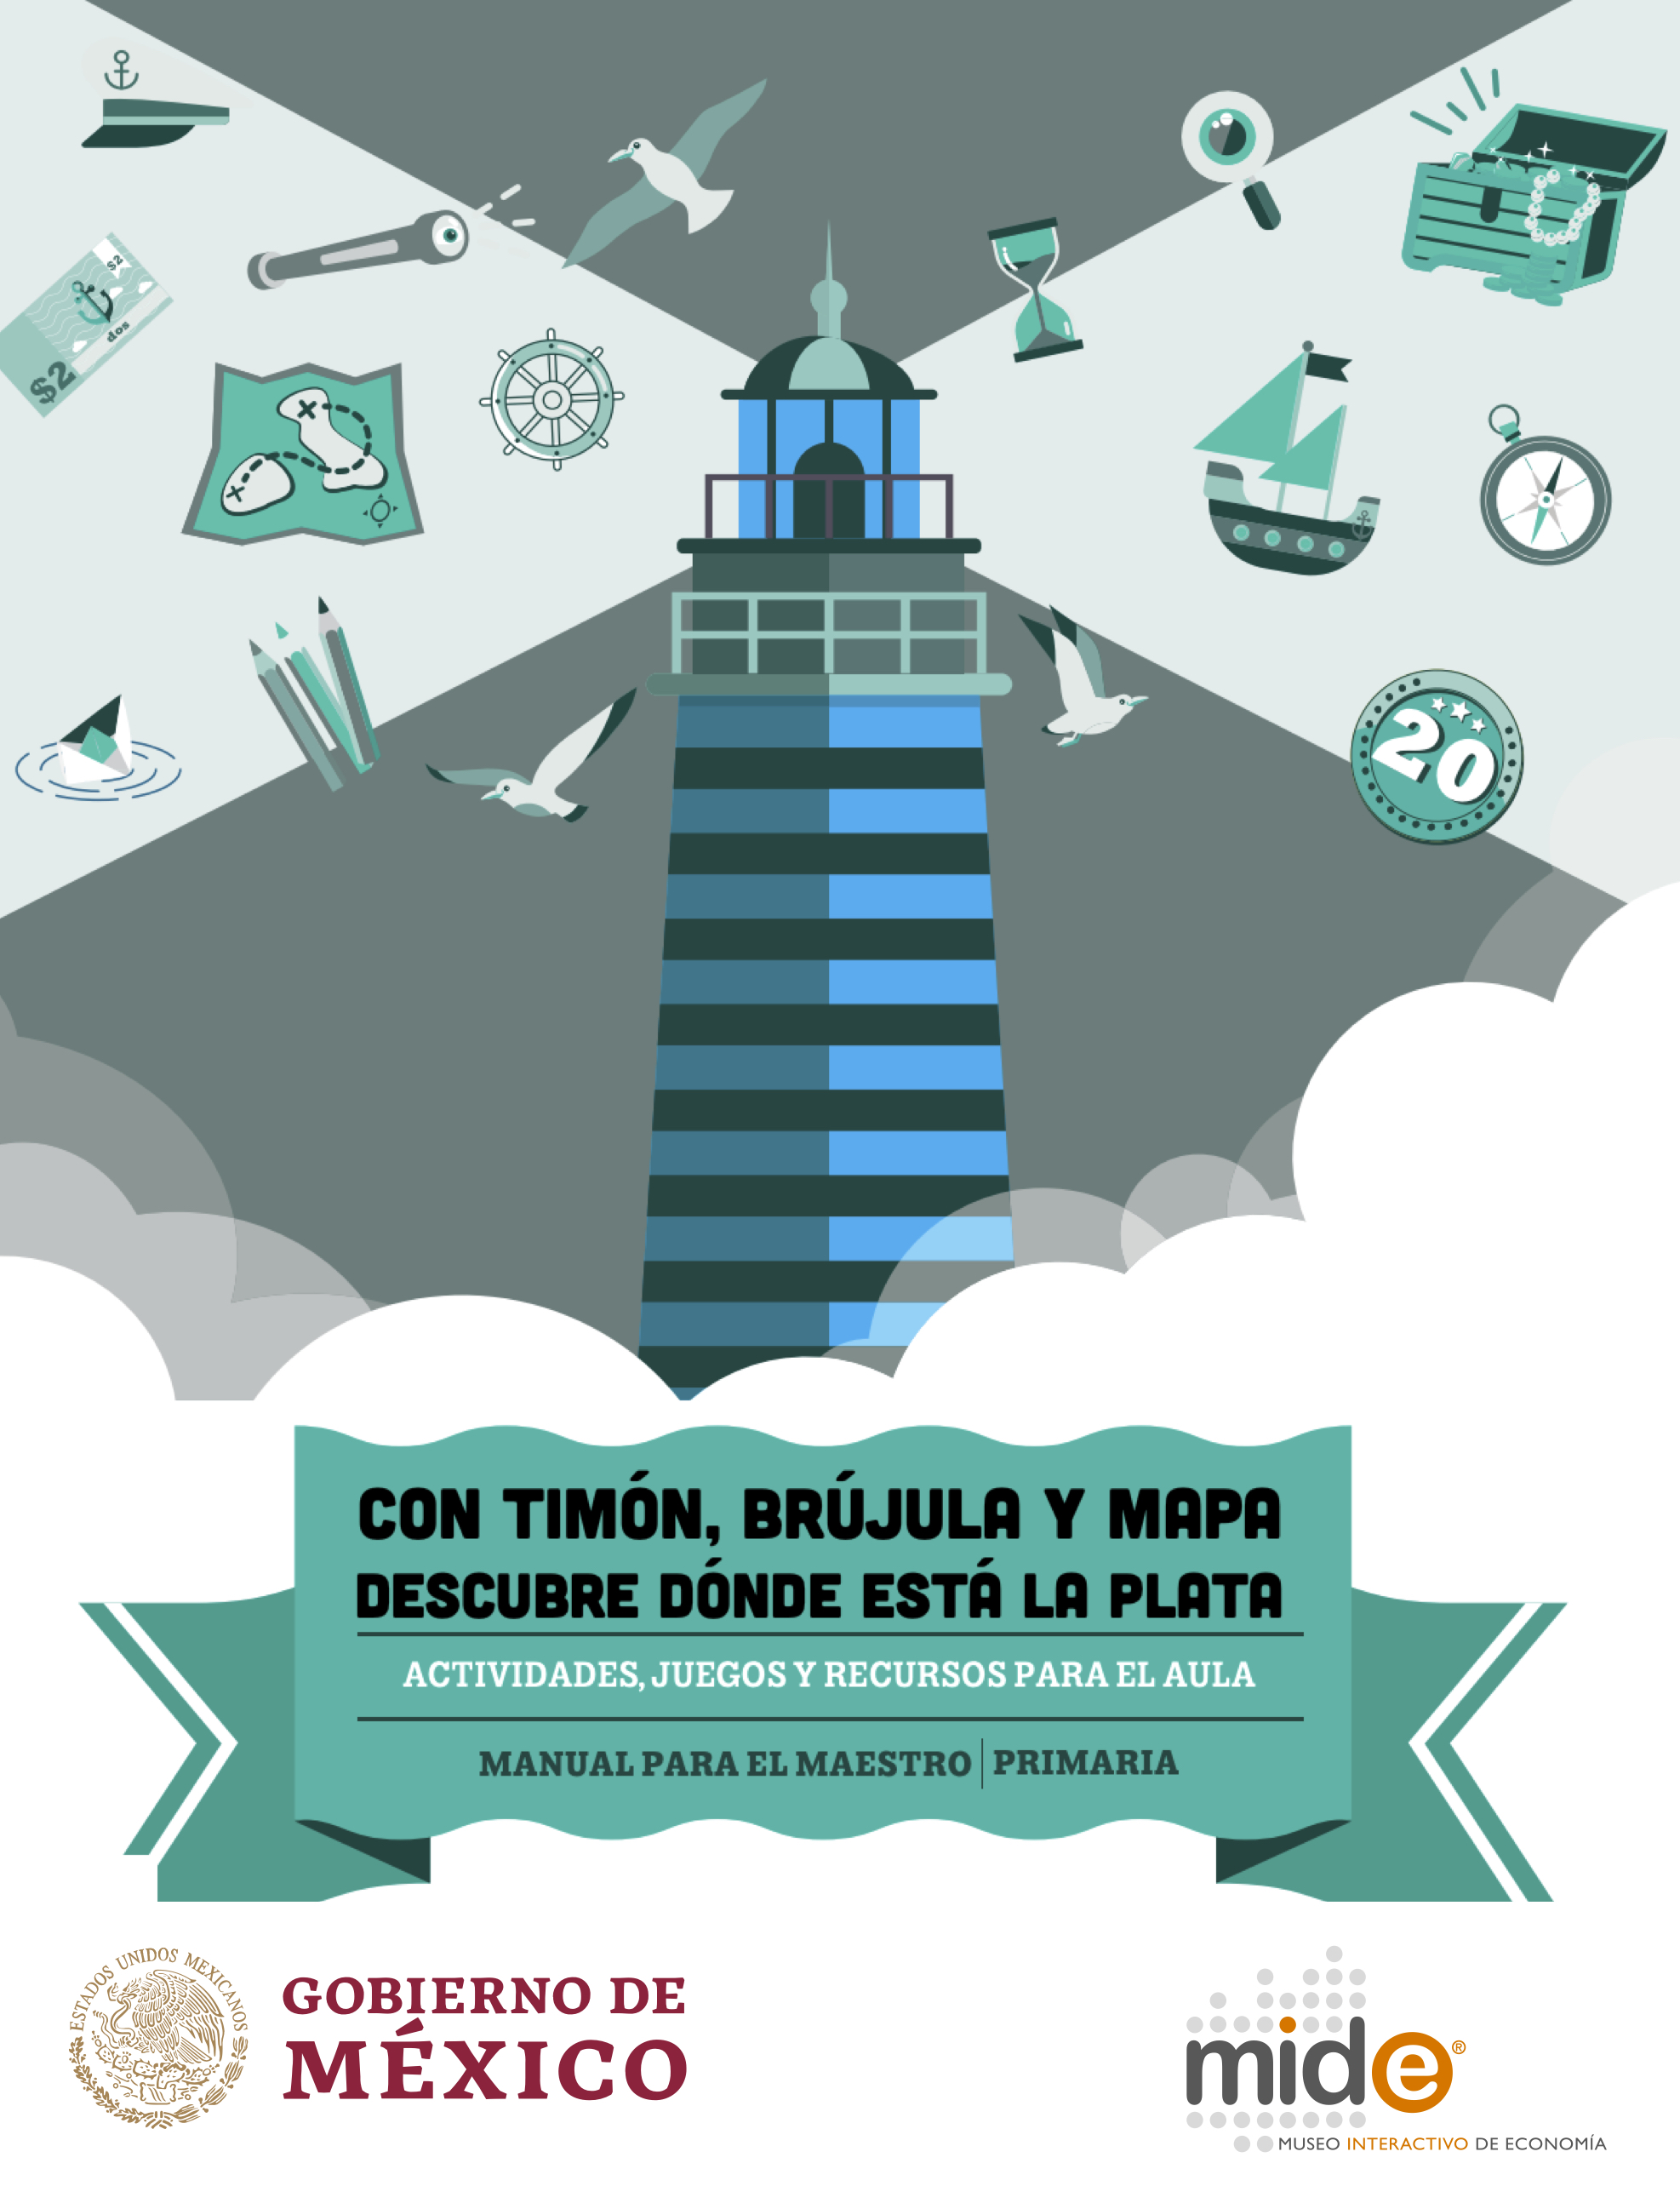 $2
dos
$2
20
CON TIMÓN, BRÚJULA Y MAPA
DESCUBRE DÓNDE ESTÁ LA PLATA
ACTIVIDADES, JUEGOS Y RECURSOS PARA EL AULA
MANUAL PARA EL MAESTRO | PRIMARIA
ESTADOS UNIDOS MEXICANOS
GOBIERNO DE
MÉXICO
mide®
MUSEO INTERACTIVO DE ECONOMÍA